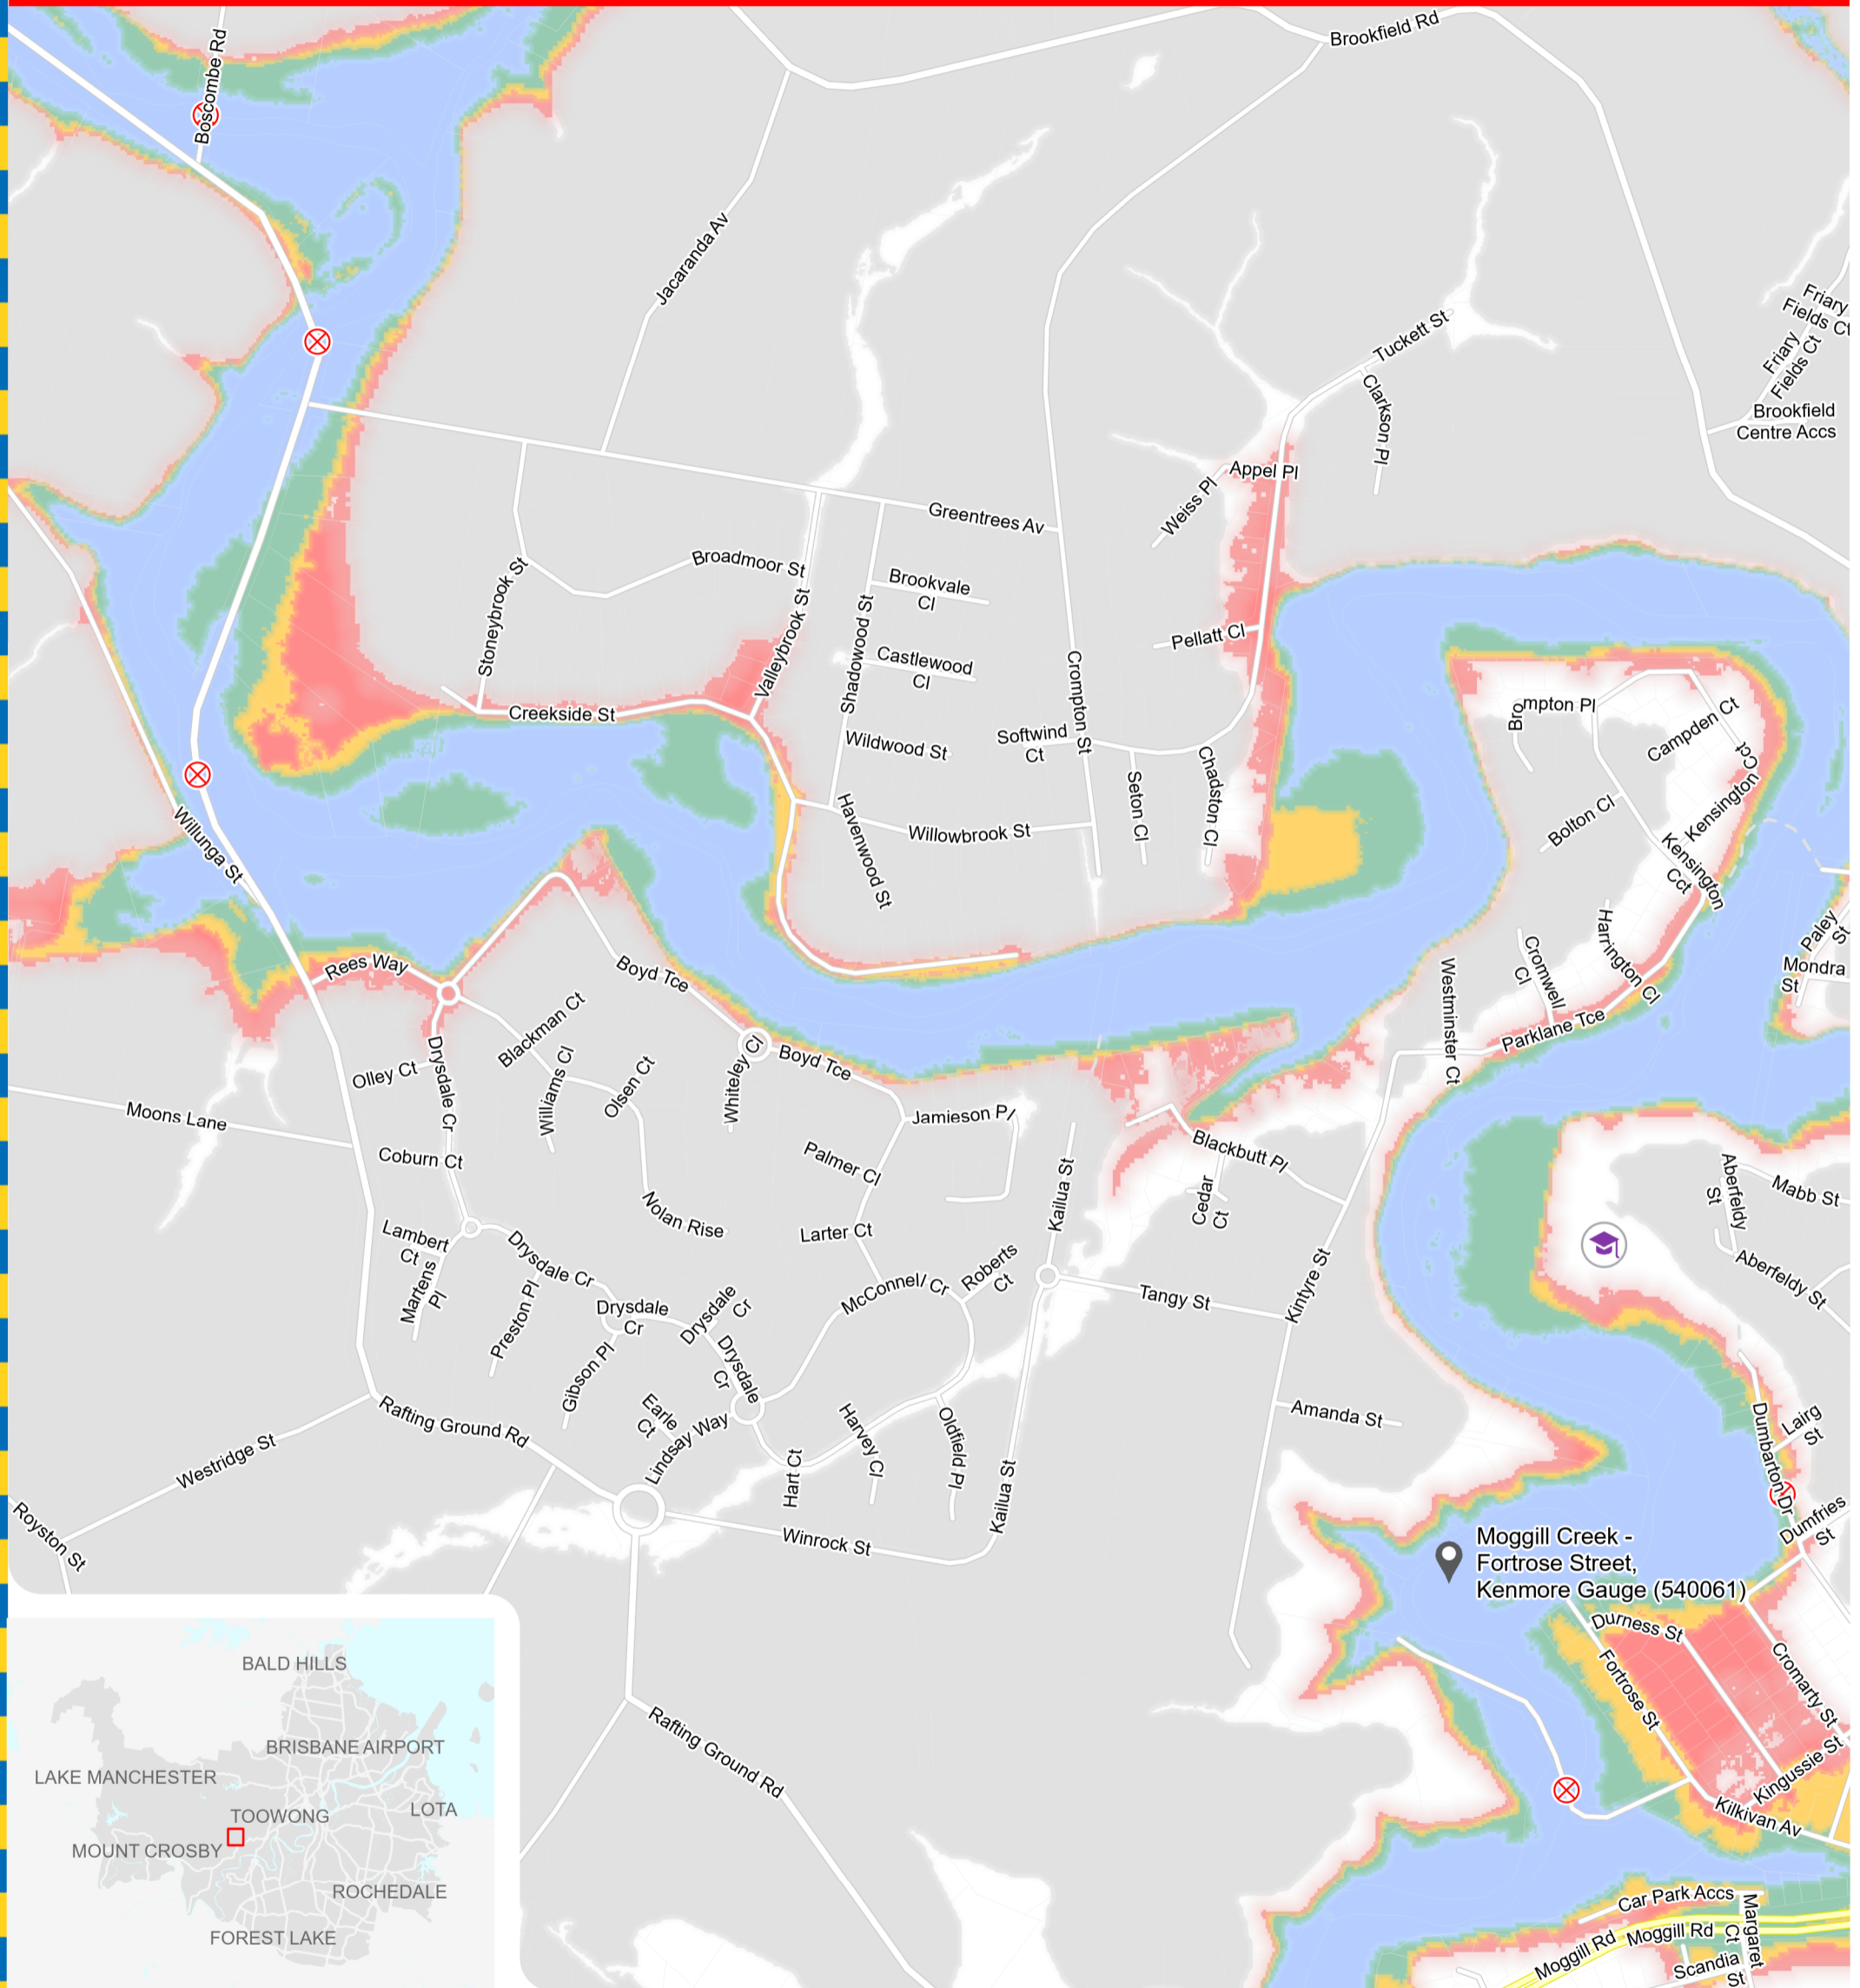 Brookfield Rd
Boscombe Rd
Jacaranda Av
Friary
Fields Ct
Friary
Fields Ct
Tuckett St
Clarkson Pl
Brookfield
Centre Accs
Appel Pl
Weiss Pl
Greentrees Av
Broadmoor St
Stoneybrook St
Brookvale
Cl
Valleybrook St
Shadowood St
Pellatt Cl
Castlewood
Cl
Crompton St
Creekside St
Brompton Pl
Campden Ct
Softwind
Ct
Wildwood St
Kensington
Cct
Chadston Cl
Seton Cl
Bolton Cl
Havenwood St
Willowbrook St
Willunga St
Kensington
Cct
Harrington Cl
Paley
St
Cromwell
Cl
Mondra
St
Rees Way
Boyd Tce
Westminster Ct
Blackman Ct
Parklane Tce
Drysdale Cr
Olley Ct
Williams Cl
Olsen Ct
Whiteley Cl
Boyd Tce
Moons Lane
Jamieson Pl
Blackbutt Pl
Coburn Ct
Palmer Cl
Kailua St
Cedar
Ct
Aberfeldy
St
Mabb St
Nolan Rise
Larter Ct
Lambert
Ct
Drysdale Cr
Roberts
Ct
Aberfeldy St
Martens
Pl
Preston Pl
McConnel Cr
Tangy St
Kintyre St
Drysdale
Cr
Drysdale
Cr
Drysdale
Cr
Gibson Pl
Earle
Ct
Rafting Ground Rd
Lindsay Way
Harvey Cl
Oldfield Pl
Amanda St
Dumbarton Dr
Lairg
St
Westridge St
Hart Ct
Kailua St
Royston St
Winrock St
Dumfries
St
Moggill Creek -
Fortrose Street,
Kenmore Gauge (540061)
Durness St
Fortrose St
Cromarty St
Rafting Ground Rd
Kingussie St
Kilkivan Av
BALD HILLS
BRISBANE AIRPORT
LAKE MANCHESTER
LOTA
TOOWONG
MOUNT CROSBY
ROCHEDALE
FOREST LAKE
Car Park Accs
Margaret
Ct
Moggill Rd
Moggill Rd
Scandia
St